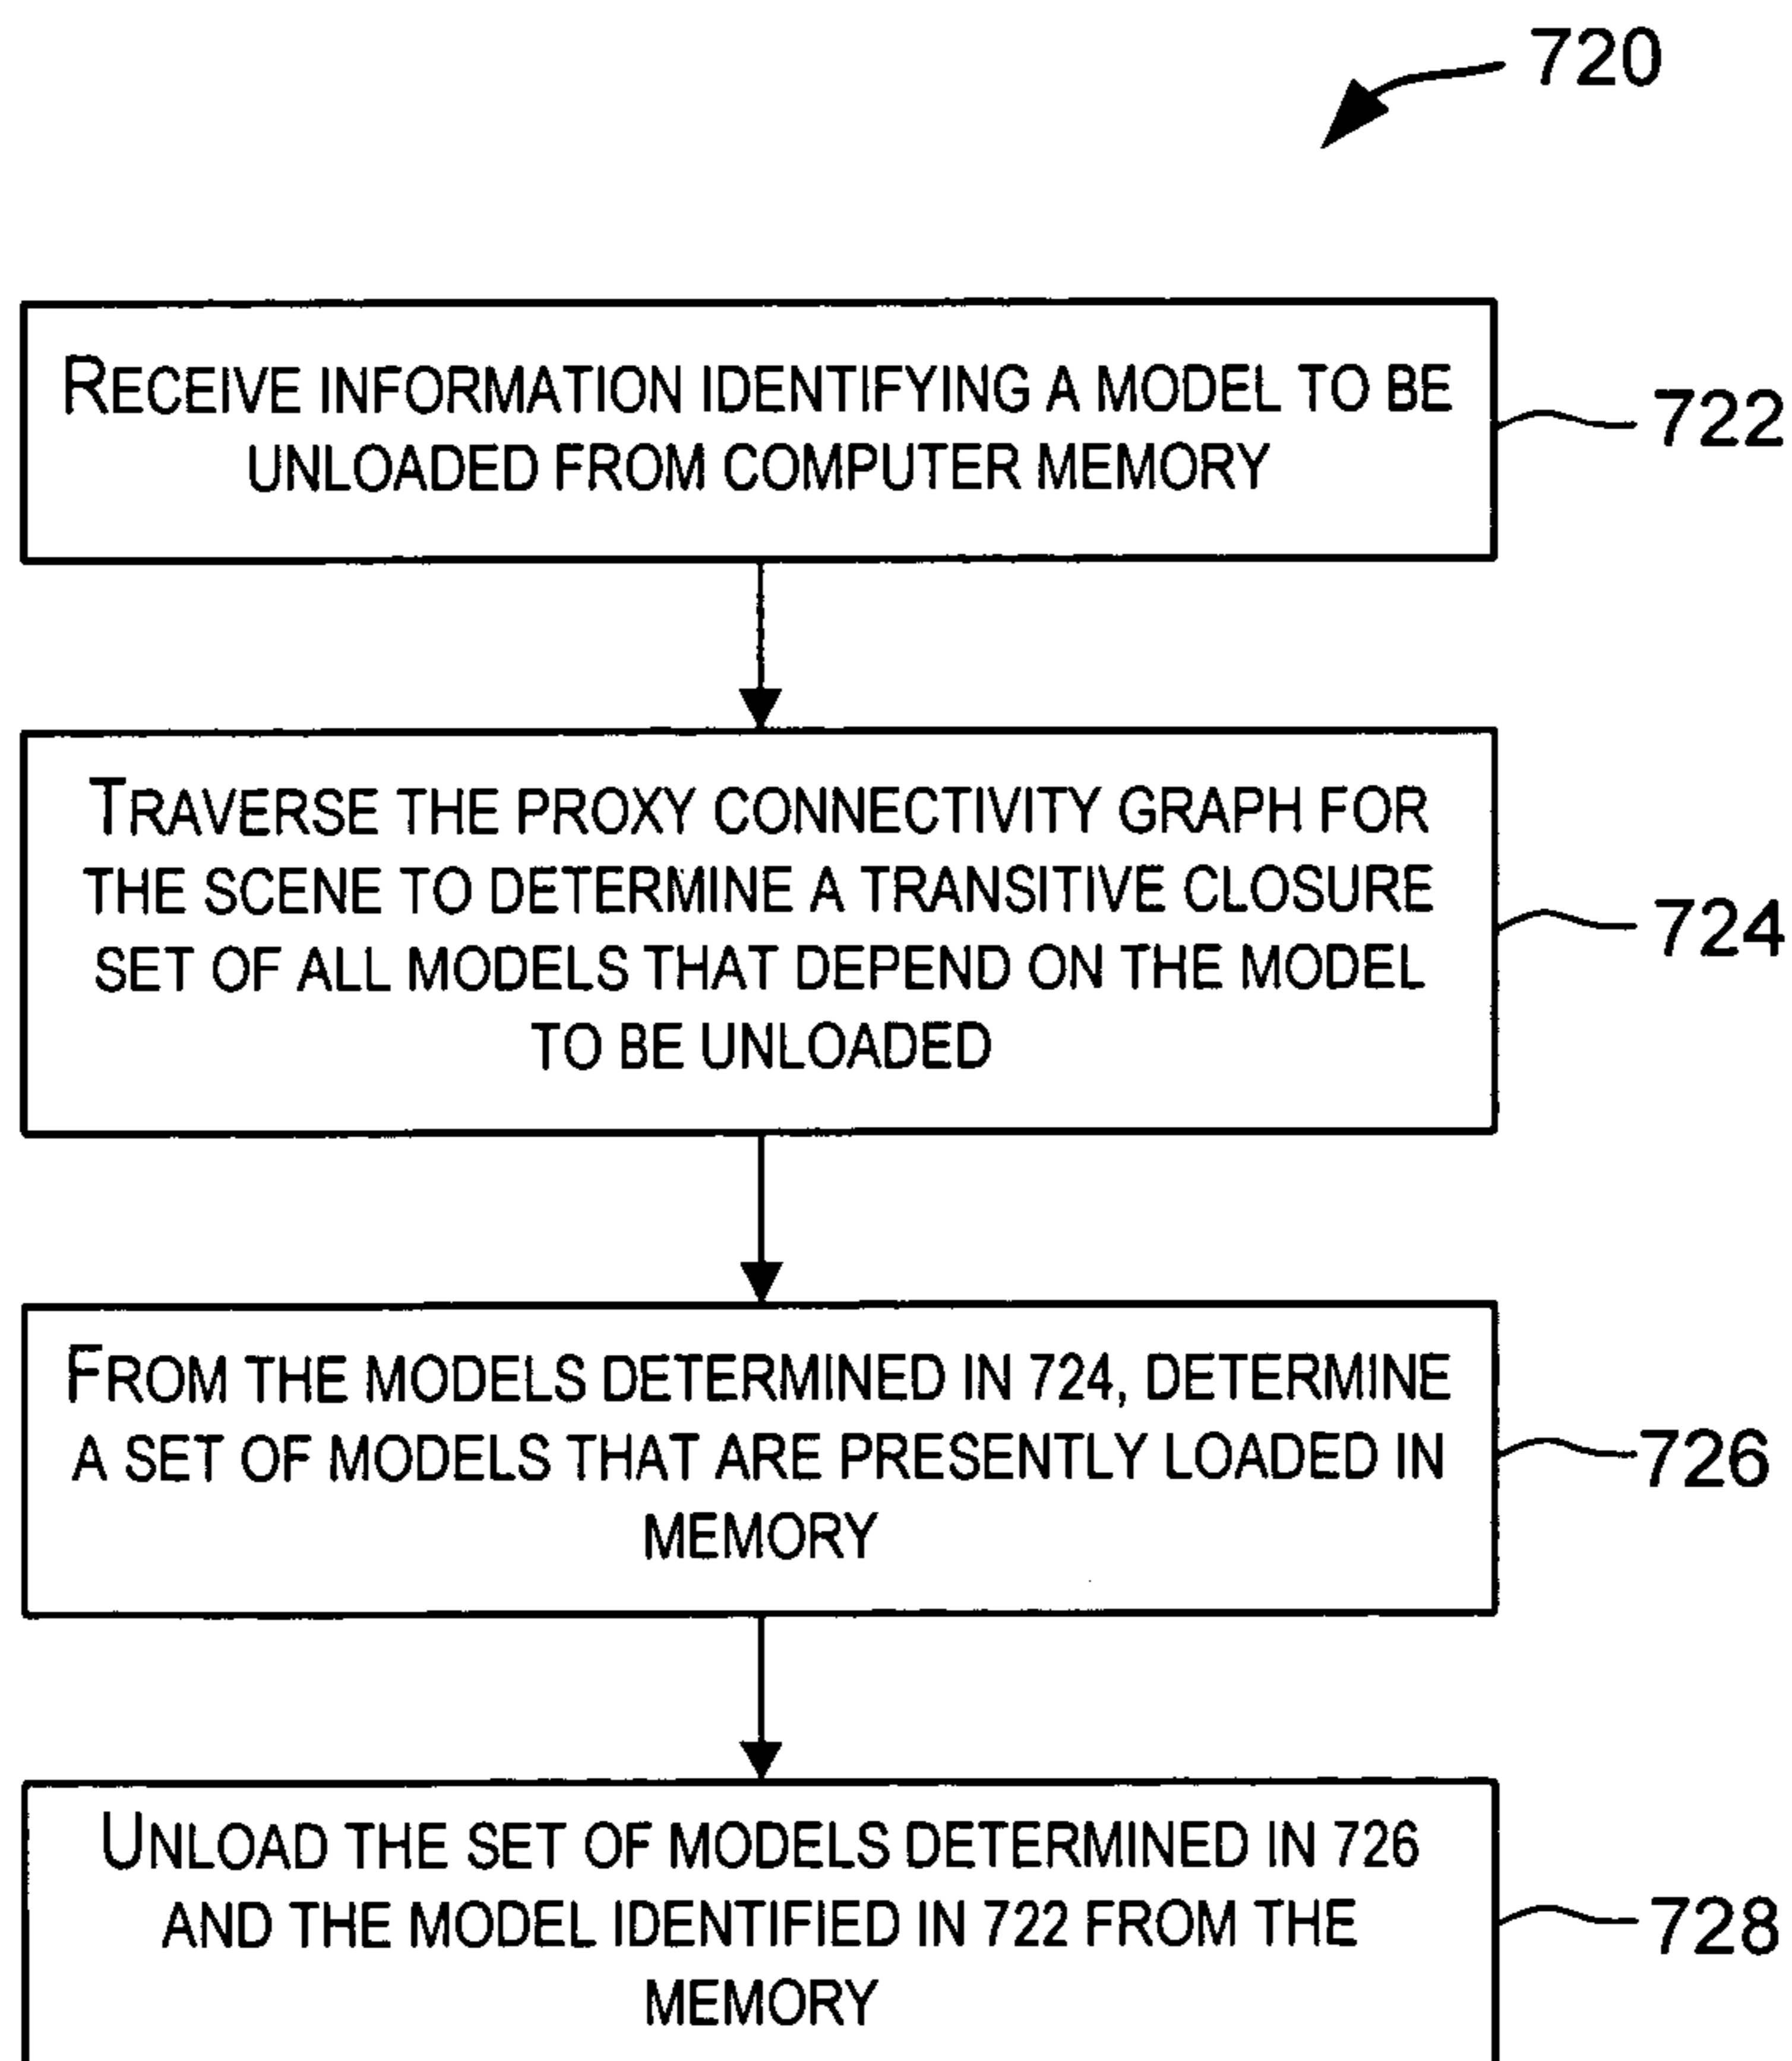 720
RECEIVE INFORMATION IDENTIFYING A MODEL TO BE
UNLOADED FROM COMPUTER MEMORY
722
TRAVERSE THE PROXY CONNECTIVITY GRAPH FOR
THE SCENE TO DETERMINE A TRANSITIVE CLOSURE
SET OF ALL MODELS THAT DEPEND ON THE MODEL
TO BE UNLOADED
724
FROM THE MODELS DETERMINED IN 724, DETERMINE
A SET OF MODELS THAT ARE PRESENTLY LOADED IN
MEMORY
726
UNLOAD THE SET OF MODELS DETERMINED IN 726
AND THE MODEL IDENTIFIED IN 722 FROM THE
MEMORY
728